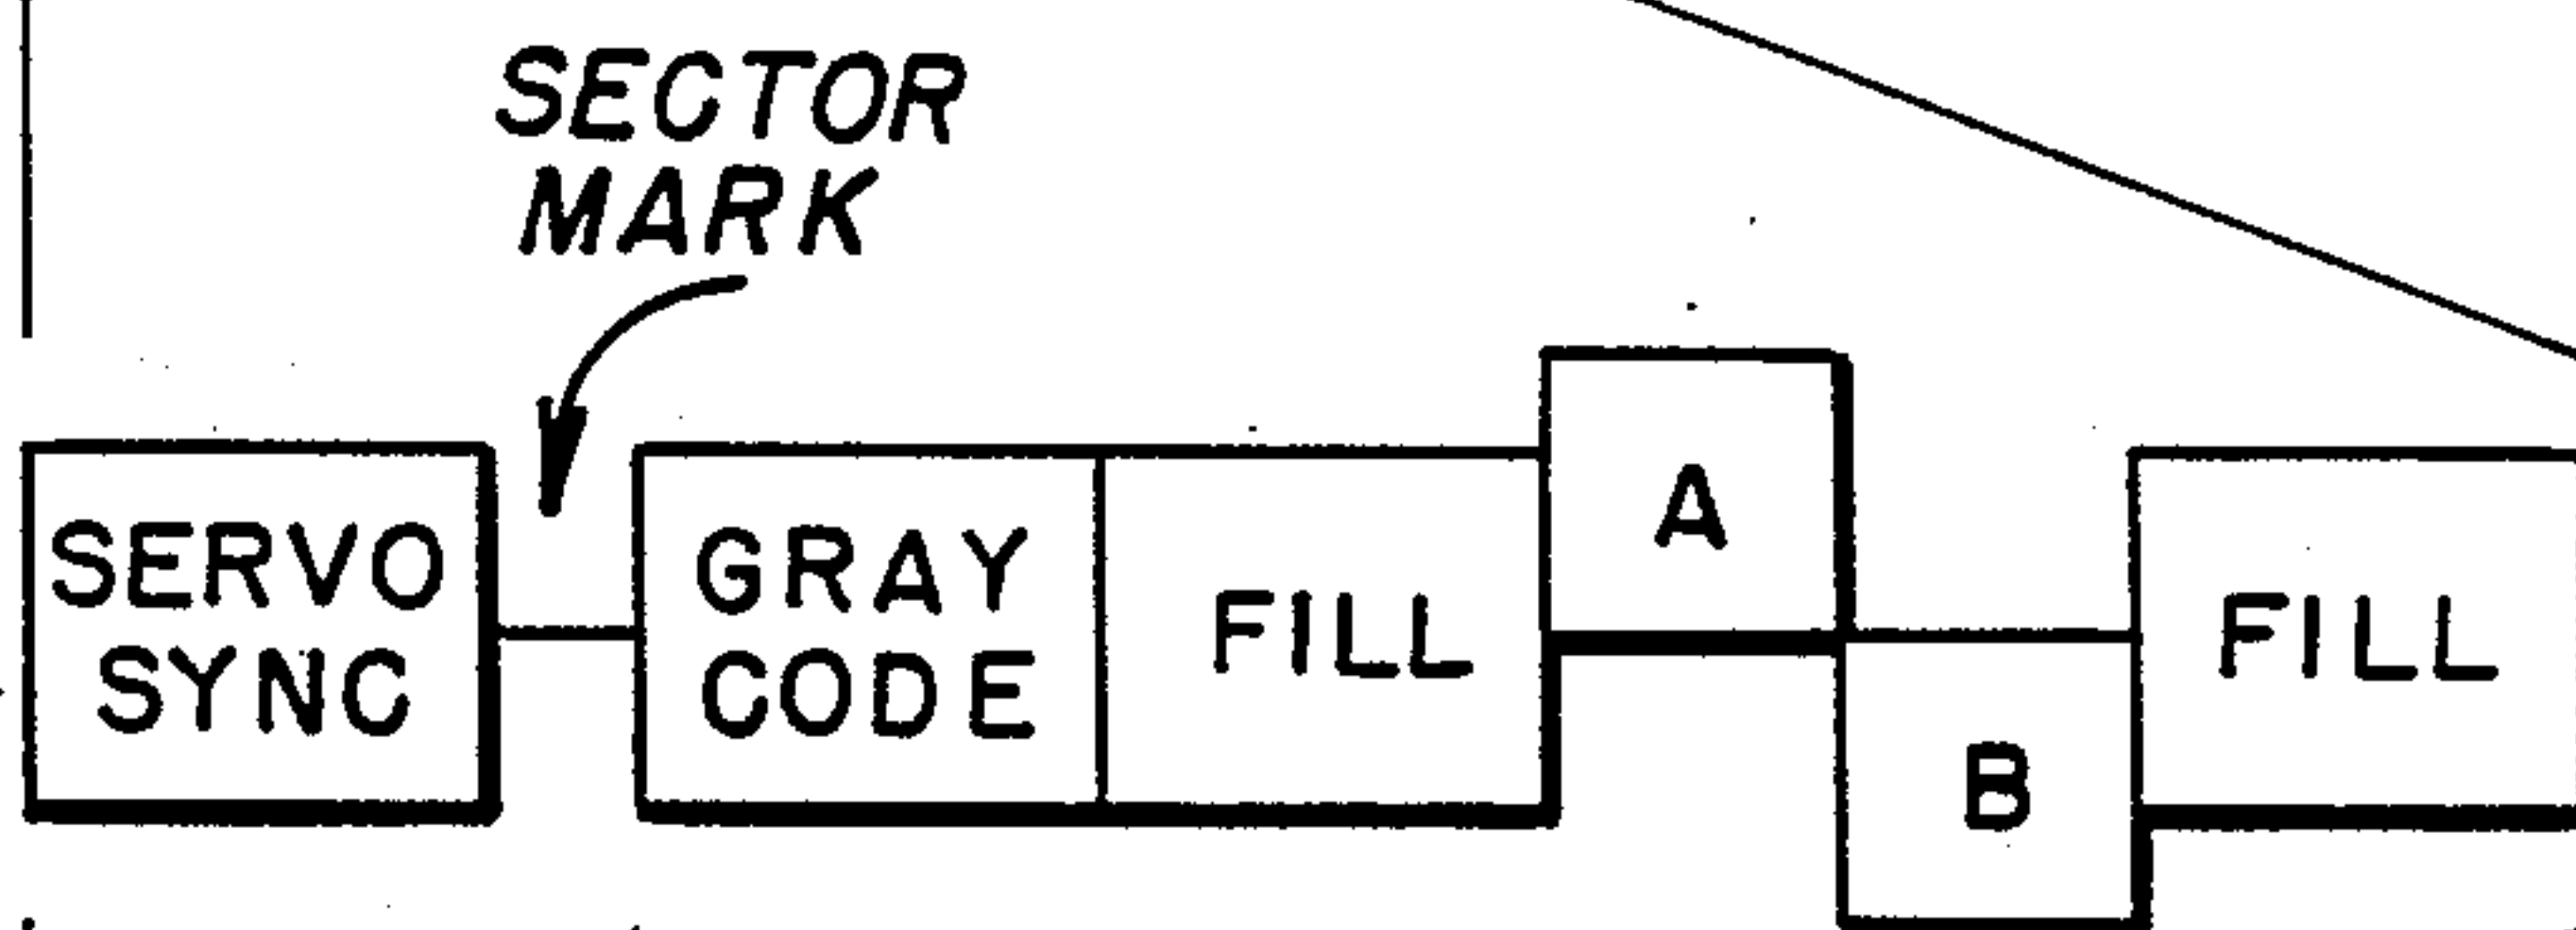 SECTOR
MARK
SERVO
SYNC
GRAY
CODE
FILL
A
B
FILL